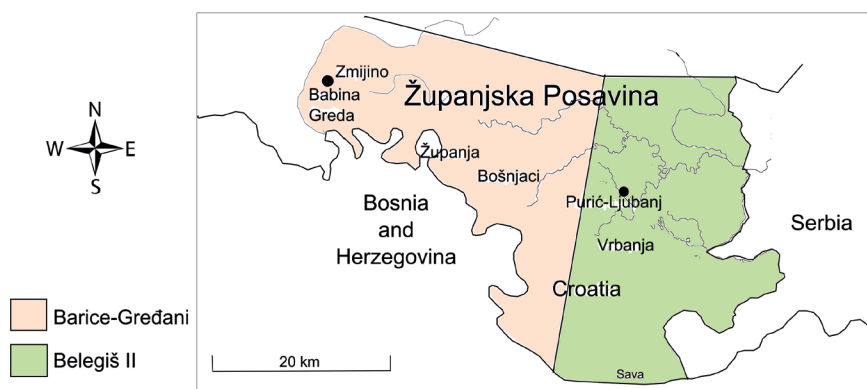 N
W
E
S
Zmijino
Babina
Greda
Županjska Posavina
Županja
Bošnjaci
Purić-Ljubanj
Bosnia
and
Herzegovina
Vrbanja
Serbia
Croatia
Barice-Gređani
Belegiš II
20 km
Sava